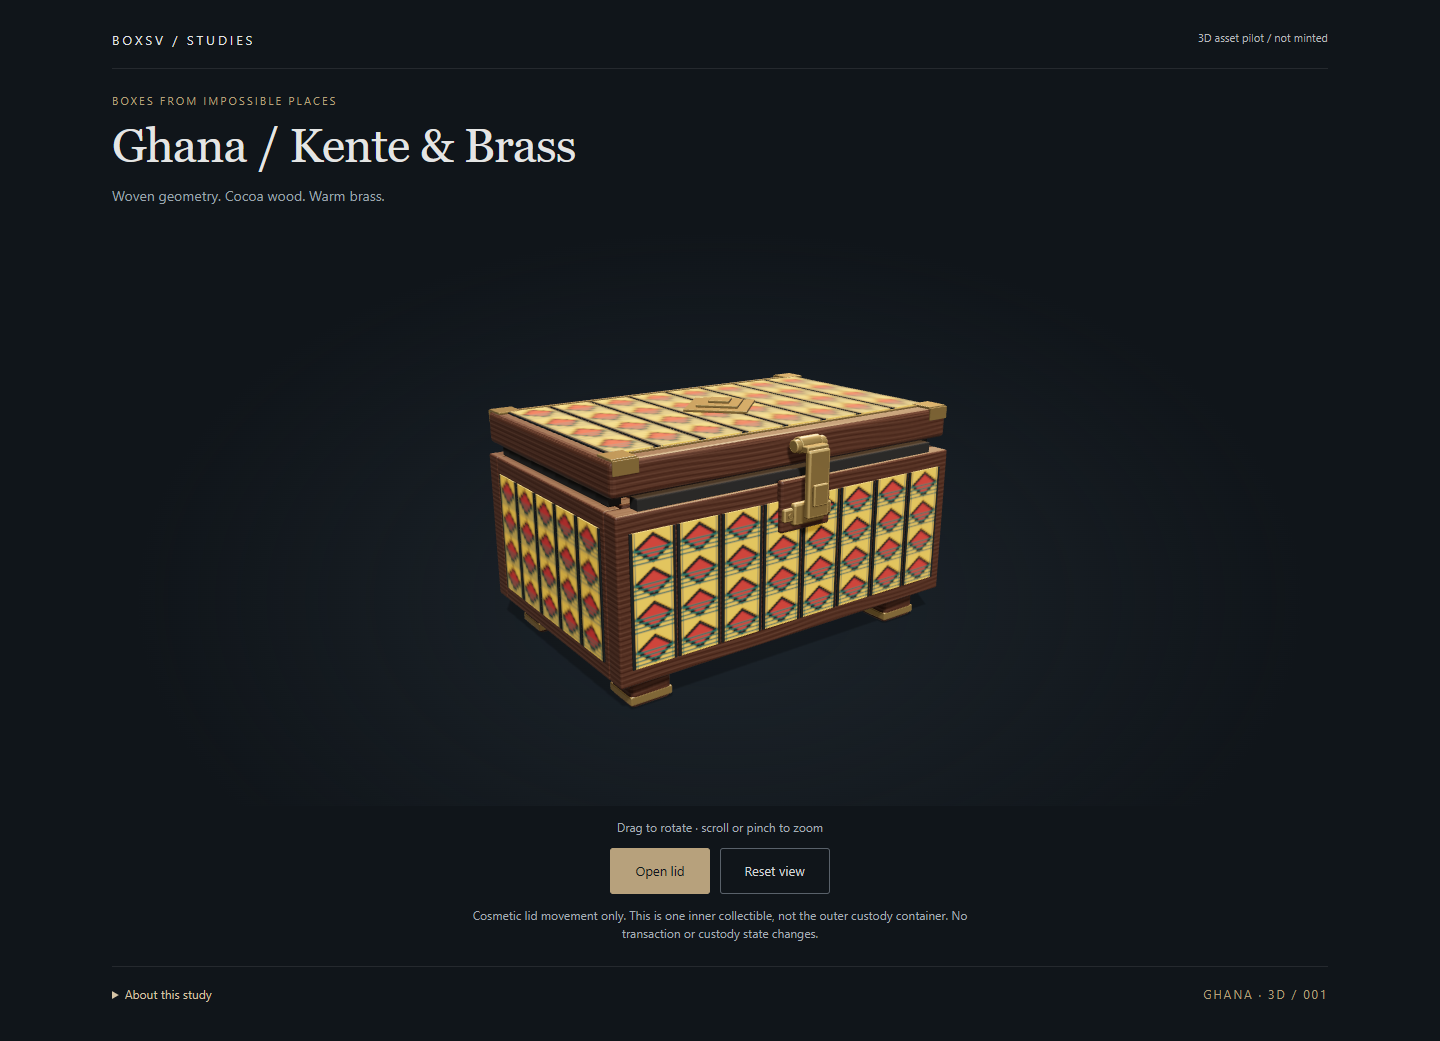 BOXSV / STUDIES
3D asset pilot / not minted
BOXES FROM IMPOSSIBLE PLACES
Ghana / Kente & Brass
Woven geometry. Cocoa wood. Warm brass.
Drag to rotate · scroll or pinch to zoom
Open lid
Reset view
Cosmetic lid movement only. This is one inner collectible, not the outer custody container. No
transaction or custody state changes.
About this study
GHANA · 3D / 001